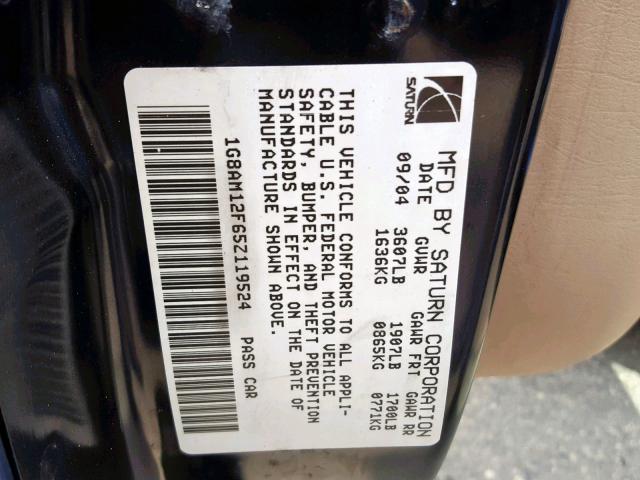 SATURN
MFD BY SATURN CORPORATION
DATE GVWR GAWR FRT GAWR RR
09/04 3607LB 1907LB 1700LB
1636KG 0865KG 0771KG
THIS VEHICLE CONFORMS TO ALL APPLI-
CABLE U.S. FEDERAL MOTOR VEHICLE
SAFETY, BUMPER, AND THEFT PREVENTION
STANDARDS IN EFFECT ON THE DATE OF
MANUFACTURE SHOWN ABOVE.
1G8AM12F65Z119524 PASS CAR